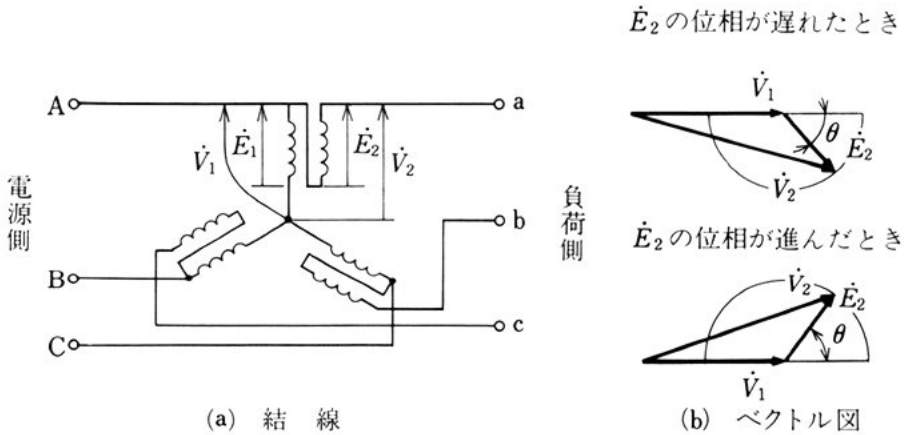 Ė₂の位相が遅れたとき
A
a
Ė₁
Ė₂
V̇₁
V̇₂
電源側
負荷側
b
B
c
C
(a) 結線
V̇₁
θ
Ė₂
V̇₂
Ė₂の位相が進んだとき
V̇₂
Ė₂
θ
V̇₁
(b) ベクトル図